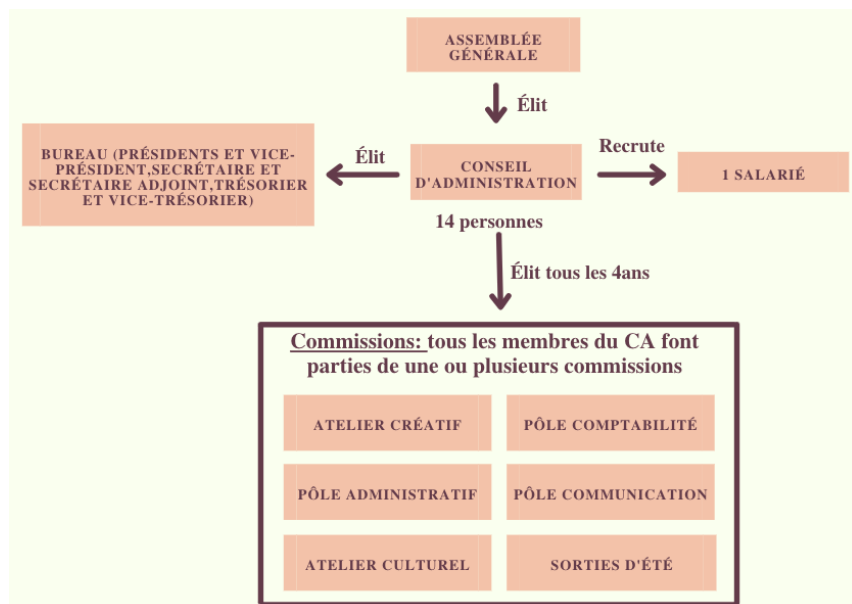 ASSEMBLÉE
GÉNÉRALE
Élit
BUREAU (PRÉSIDENTS ET VICE-
PRÉSIDENT,SECRÉTAIRE ET
SECRÉTAIRE ADJOINT,TRÉSORIER
ET VICE-TRÉSORIER)
Élit
CONSEIL
D'ADMINISTRATION
Recrute
1 SALARIÉ
14 personnes
Élit tous les 4ans
Commissions: tous les membres du CA font
parties de une ou plusieurs commissions
ATELIER CRÉATIF
PÔLE COMPTABILITÉ
PÔLE ADMINISTRATIF
PÔLE COMMUNICATION
ATELIER CULTUREL
SORTIES D'ÉTÉ